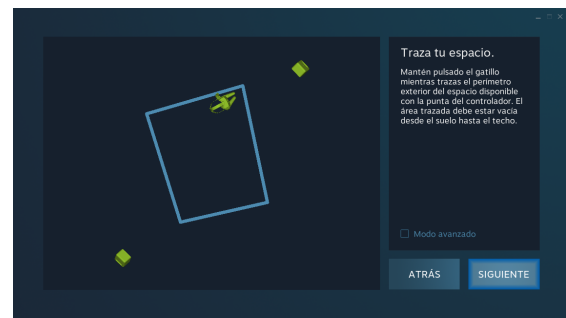 Traza tu espacio.
Mantén pulsado el gatillo
mientras trazas el perímetro
exterior del espacio disponible
con la punta del controlador. El
área trazada debe estar vacía
desde el suelo hasta el techo.
Modo avanzado
ATRÁS
SIGUIENTE